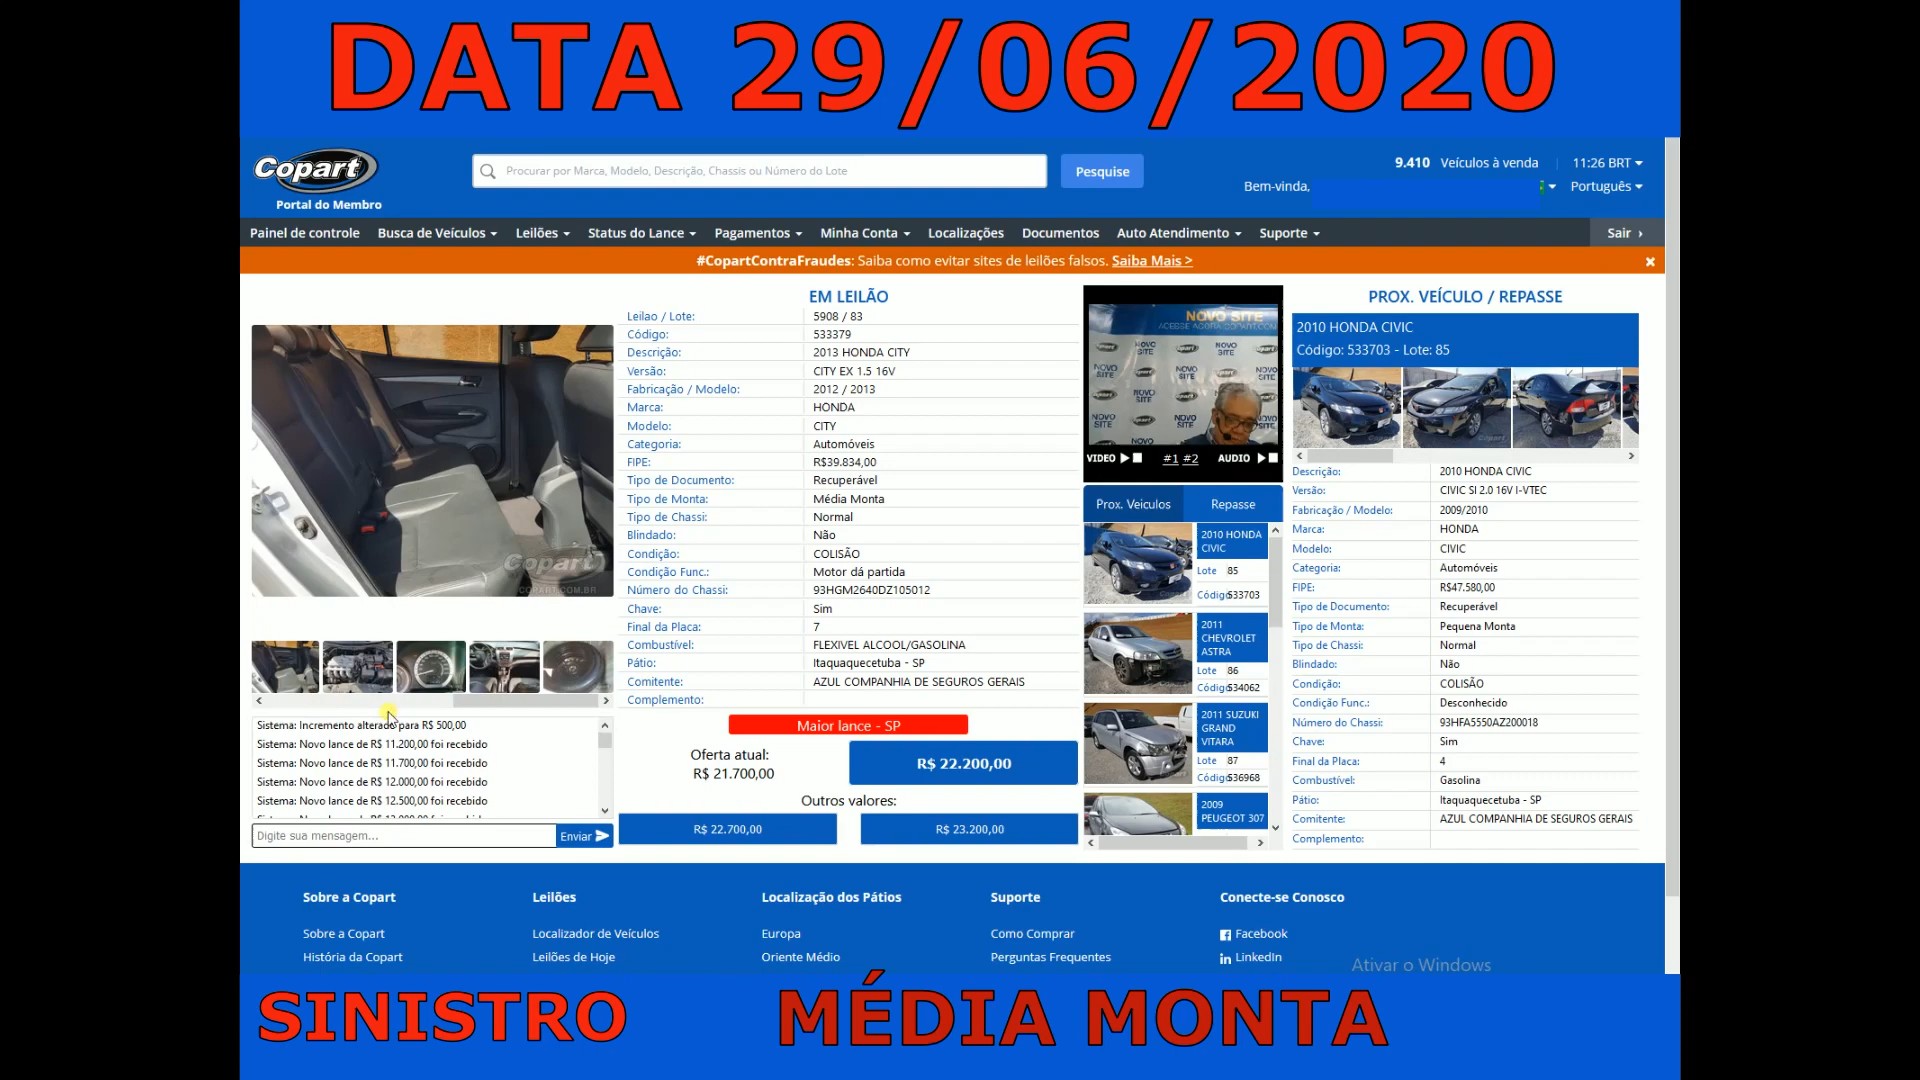 DATA 29/06/2020
Copart
Portal do Membro
Procurar por Marca, Modelo, Descrição, Chassis ou Número do Lote
Pesquise
9.410 Veículos à venda
11:26 BRT
Bem-vinda,
Português
Painel de controle Busca de Veículos Leilões Status do Lance Pagamentos Minha Conta Localizações Documentos Auto Atendimento Suporte Sair
#CopartContraFraudes: Saiba como evitar sites de leilões falsos. Saiba Mais >
EM LEILÃO
Leilao / Lote: 5908 / 83
Código: 533379
Descrição: 2013 HONDA CITY
Versão: CITY EX 1.5 16V
Fabricação / Modelo: 2012 / 2013
Marca: HONDA
Modelo: CITY
Categoria: Automóveis
FIPE: R$39.834,00
Tipo de Documento: Recuperável
Tipo de Monta: Média Monta
Tipo de Chassi: Normal
Blindado: Não
Condição: COLISÃO
Condição Func.: Motor dá partida
Número do Chassi: 93HGM2640DZ105012
Chave: Sim
Final da Placa: 7
Combustível: FLEXIVEL ALCOOL/GASOLINA
Pátio: Itaquaquecetuba - SP
Comitente: AZUL COMPANHIA DE SEGUROS GERAIS
Complemento:
Copart
COPART.COM.BR
Sistema: Incremento alterado para R$ 500,00
Sistema: Novo lance de R$ 11.200,00 foi recebido
Sistema: Novo lance de R$ 11.700,00 foi recebido
Sistema: Novo lance de R$ 12.000,00 foi recebido
Sistema: Novo lance de R$ 12.500,00 foi recebido
Digite sua mensagem...
Enviar
Maior lance - SP
Oferta atual:
R$ 21.700,00
R$ 22.200,00
Outros valores:
R$ 22.700,00
R$ 23.200,00
NOVO SITE
VIDEO #1 #2 AUDIO
Prox. Veiculos Repasse
2010 HONDA CIVIC
Lote 85
Código 533703
2011 CHEVROLET ASTRA
Lote 86
Código 534062
2011 SUZUKI GRAND VITARA
Lote 87
Código 536968
2009 PEUGEOT 307
PROX. VEÍCULO / REPASSE
2010 HONDA CIVIC
Código: 533703 - Lote: 85
Descrição: 2010 HONDA CIVIC
Versão: CIVIC SI 2.0 16V I-VTEC
Fabricação / Modelo: 2009/2010
Marca: HONDA
Modelo: CIVIC
Categoria: Automóveis
FIPE: R$47.580,00
Tipo de Documento: Recuperável
Tipo de Monta: Pequena Monta
Tipo de Chassi: Normal
Blindado: Não
Condição: COLISÃO
Condição Func.: Desconhecido
Número do Chassi: 93HFA5550AZ200018
Chave: Sim
Final da Placa: 4
Combustível: Gasolina
Pátio: Itaquaquecetuba - SP
Comitente: AZUL COMPANHIA DE SEGUROS GERAIS
Complemento:
Sobre a Copart Leilões Localização dos Pátios Suporte Conecte-se Conosco
Sobre a Copart Localizador de Veículos Europa Como Comprar Facebook
História da Copart Leilões de Hoje Oriente Médio Perguntas Frequentes LinkedIn
Ativar o Windows
SINISTRO MÉDIA MONTA